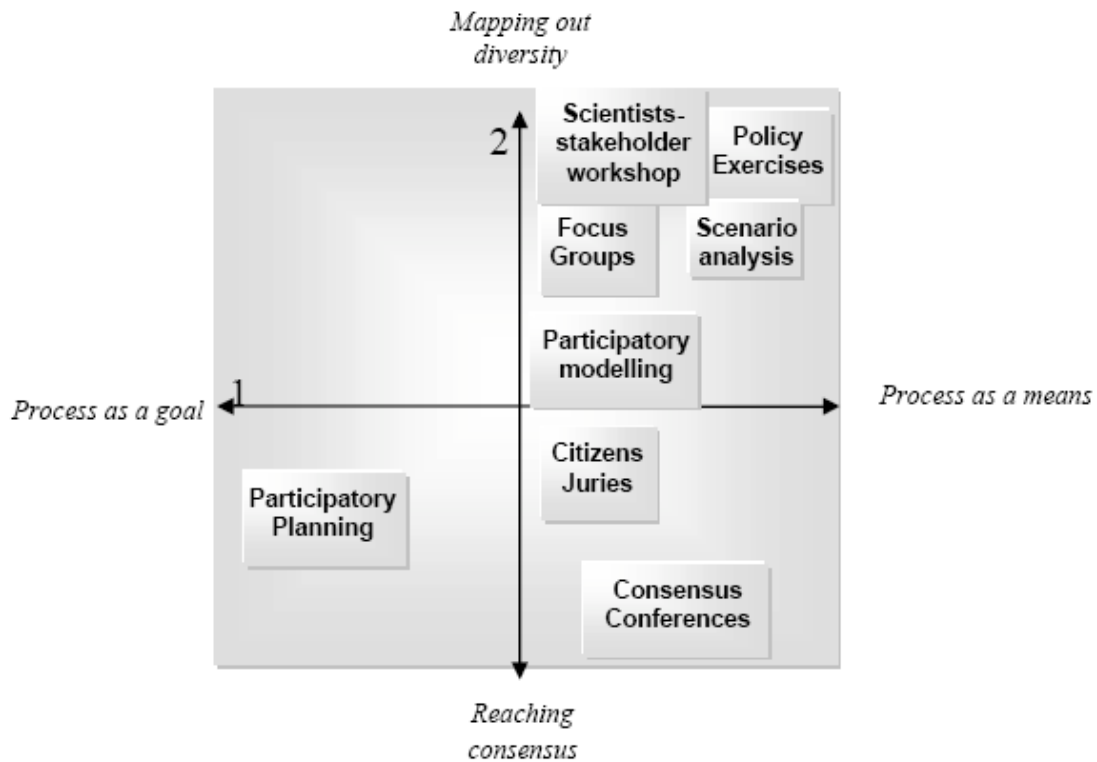 Mapping out
diversity
2
Scientists-
stakeholder
workshop
Policy
Exercises
Focus
Groups
Scenario
analysis
Participatory
modelling
1
Process as a goal
Process as a means
Citizens
Juries
Participatory
Planning
Consensus
Conferences
Reaching
consensus